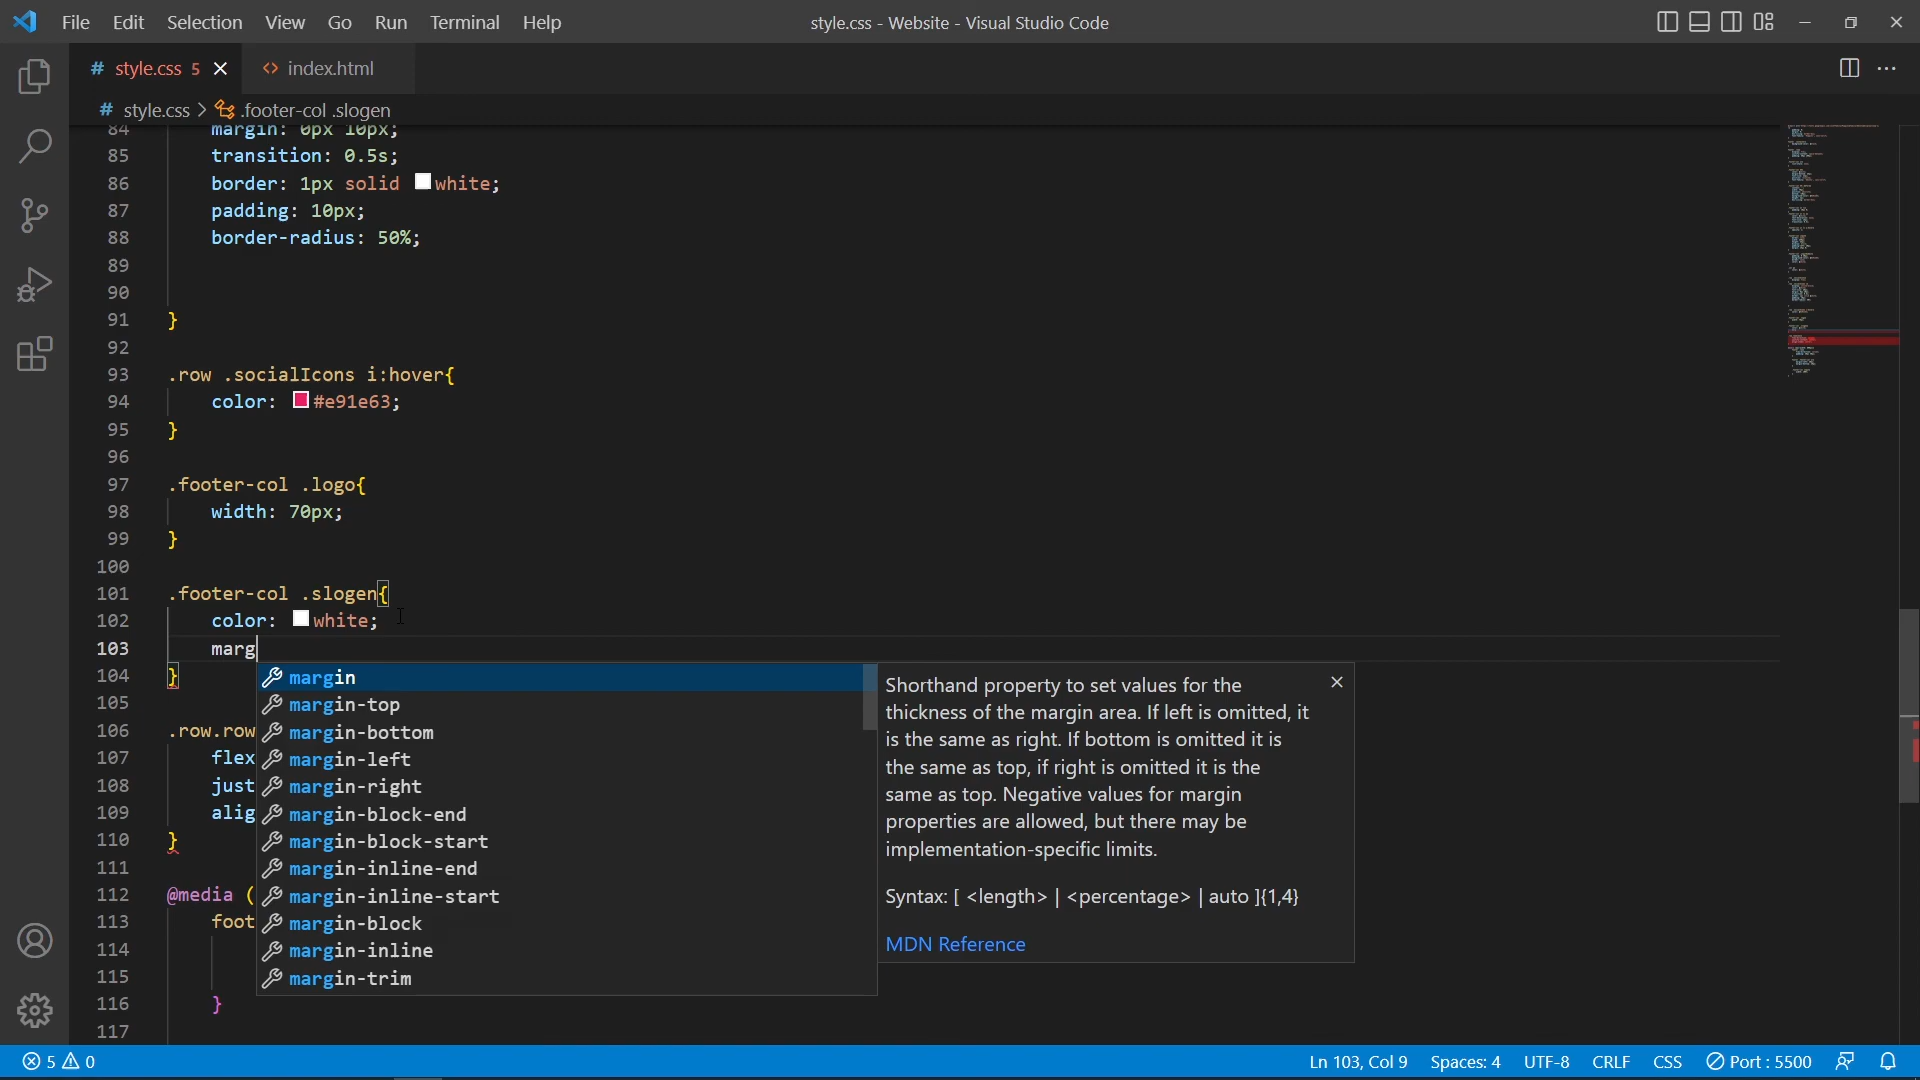 File Edit Selection View Go Run Terminal Help
style.css - Website - Visual Studio Code
# style.css 5 <> index.html
# style.css > .footer-col .slogen
84 margin: 0px 10px;
85 transition: 0.5s;
86 border: 1px solid white;
87 padding: 10px;
88 border-radius: 50%;
89
90
91 }
92
93 .row .socialIcons i:hover{
94 color: #e91e63;
95 }
96
97 .footer-col .logo{
98 width: 70px;
99 }
100
101 .footer-col .slogen{
102 color: white;
103 marg
104 }
105
106 .row.row
107 flex
108 just
109 alig
110 }
111
112 @media (
113 foot
114
115
116 }
117
margin
margin-top
margin-bottom
margin-left
margin-right
margin-block-end
margin-block-start
margin-inline-end
margin-inline-start
margin-block
margin-inline
margin-trim
Shorthand property to set values for the
thickness of the margin area. If left is omitted, it
is the same as right. If bottom is omitted it is
the same as top, if right is omitted it is the
same as top. Negative values for margin
properties are allowed, but there may be
implementation-specific limits.
Syntax: [ <length> | <percentage> | auto ]{1,4}
MDN Reference
5 0 Ln 103, Col 9 Spaces: 4 UTF-8 CRLF CSS Port : 5500